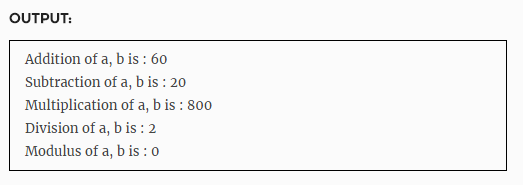 OUTPUT:
Addition of a, b is : 60
Subtraction of a, b is : 20
Multiplication of a, b is : 800
Division of a, b is : 2
Modulus of a, b is : 0